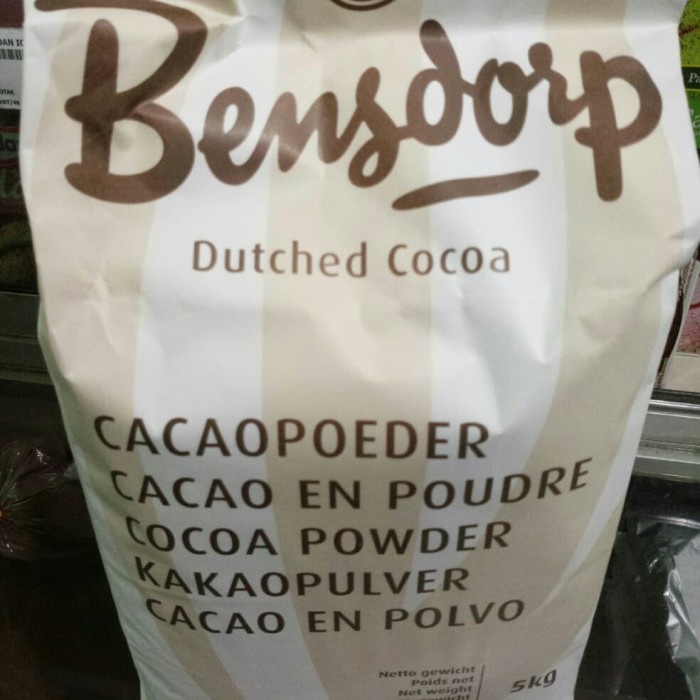 Bensdorp
Dutched Cocoa
CACAOPOEDER
CACAO EN POUDRE
COCOA POWDER
KAKAOPULVER
CACAO EN POLVO
Netto gewicht
Poids net
Net weight
5kg